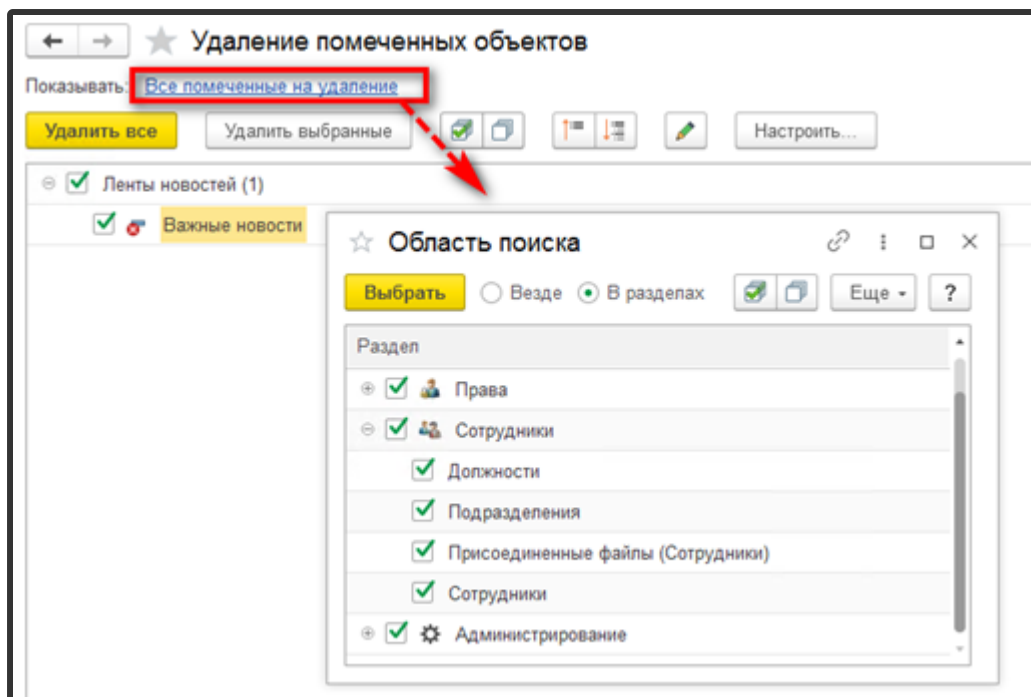 Удаление помеченных объектов
Показывать: Все помеченные на удаление
Удалить все Удалить выбранные Настроить...
Ленты новостей (1)
Важные новости
Область поиска
Выбрать Везде В разделах Еще ?
Раздел
Права
Сотрудники
Должности
Подразделения
Присоединенные файлы (Сотрудники)
Сотрудники
Администрирование